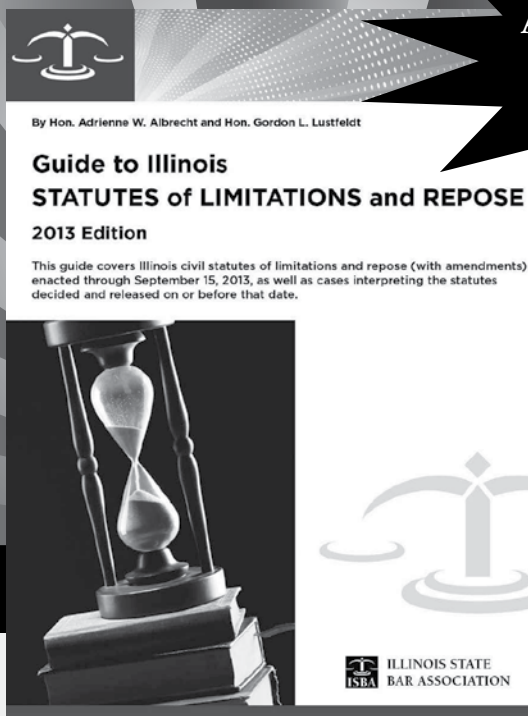 By Hon. Adrienne W. Albrecht and Hon. Gordon L. Lustfeldt
Guide to Illinois
STATUTES of LIMITATIONS and REPOSE
2013 Edition
This guide covers Illinois civil statutes of limitations and repose (with amendments)
enacted through September 15, 2013, as well as cases interpreting the statutes
decided and released on or before that date.
ISBA
ILLINOIS STATE
BAR ASSOCIATION